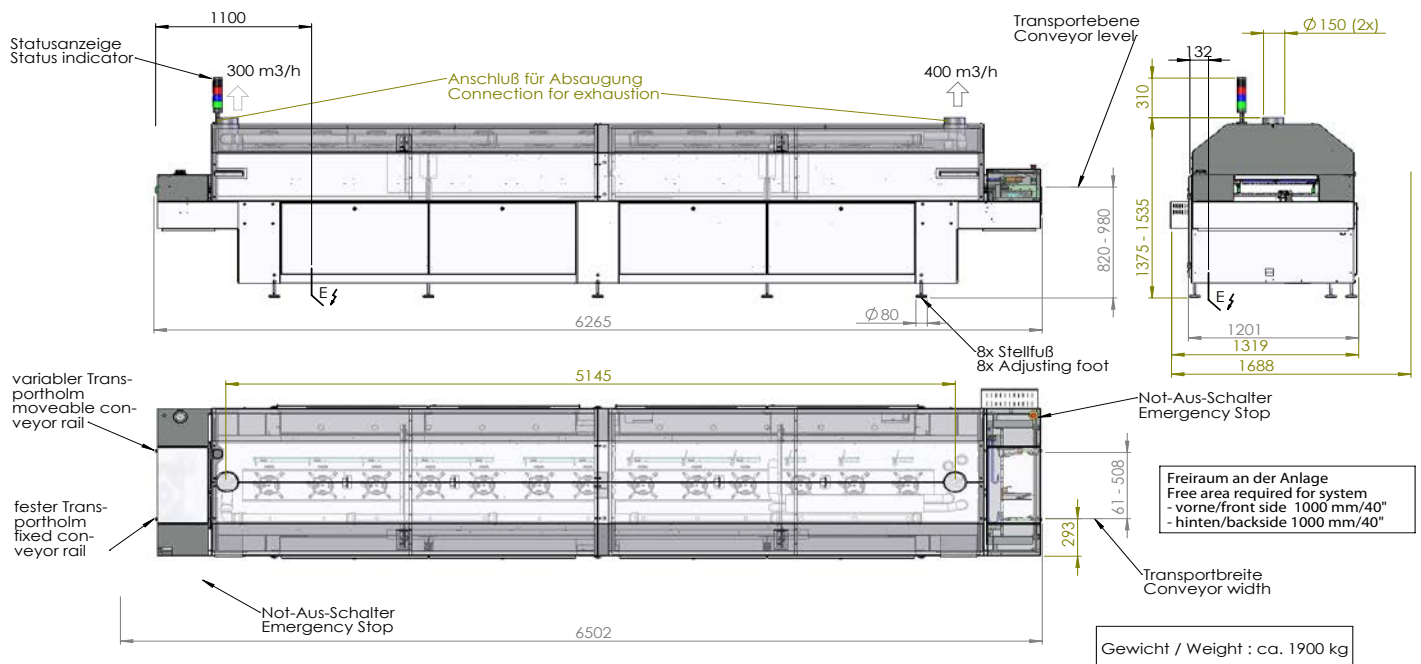 1100
Statusanzeige
Status indicator
300 m3/h
Anschluß für Absaugung
Connection for exhaustion
400 m3/h
Transportebene
Conveyor level
Ø150 (2x)
132
310
1375 - 1535
820 - 980
E
E
6265
Ø80
8x Stellfuß
8x Adjusting foot
1201
1319
1688
variabler Trans-
portholm
moveable con-
veyor rail
5145
Not-Aus-Schalter
Emergency Stop
fester Trans-
portholm
fixed con-
veyor rail
61 - 508
293
Freiraum an der Anlage
Free area required for system
- vorne/front side 1000 mm/40"
- hinten/backside 1000 mm/40"
Transportbreite
Conveyor width
Not-Aus-Schalter
Emergency Stop
6502
Gewicht / Weight : ca. 1900 kg